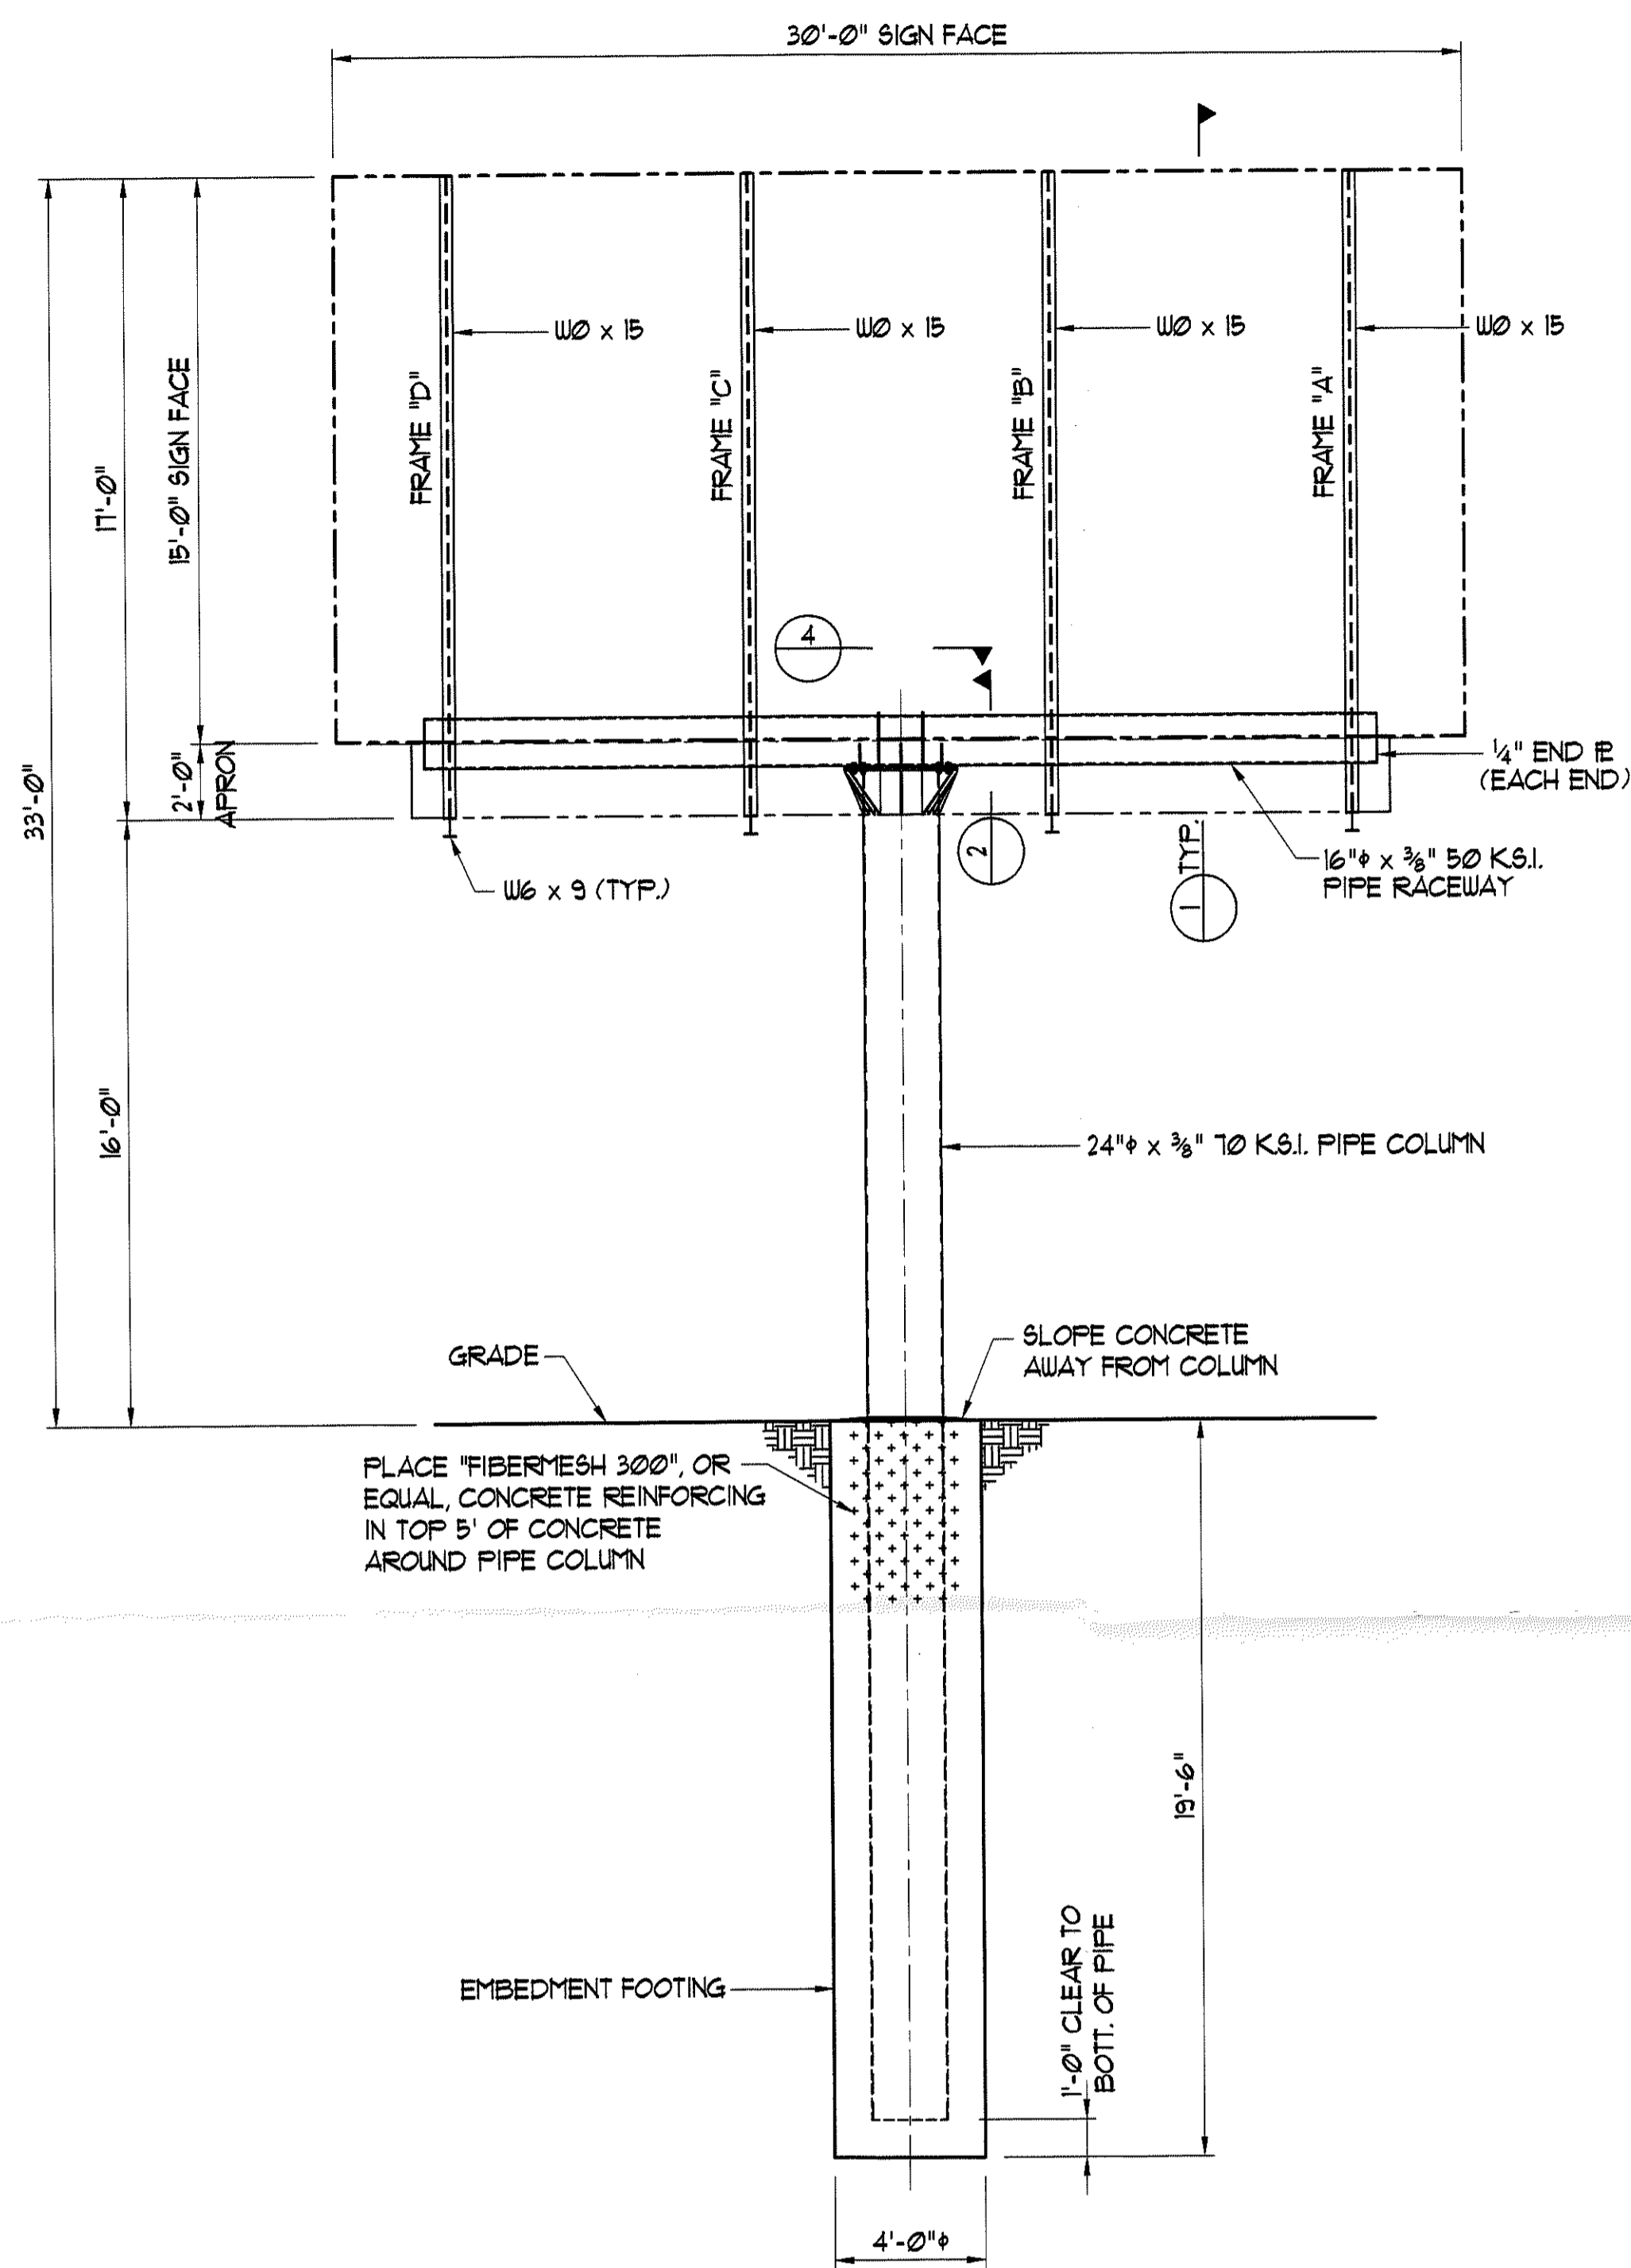 30'-0" SIGN FACE
33'-0"
17'-0"
15'-0" SIGN FACE
2'-0"
APRON
16'-0"
FRAME "D"
W0 x 15
FRAME "C"
W0 x 15
FRAME "B"
W0 x 15
FRAME "A"
W0 x 15
4
2
1 TYP.
1/4" END PL
(EACH END)
16"ϕ x 3/8" 50 K.S.I.
PIPE RACEWAY
W6 x 9 (TYP.)
24"ϕ x 3/8" 70 K.S.I. PIPE COLUMN
GRADE
SLOPE CONCRETE
AWAY FROM COLUMN
PLACE "FIBERMESH 300", OR
EQUAL, CONCRETE REINFORCING
IN TOP 5' OF CONCRETE
AROUND PIPE COLUMN
EMBEDMENT FOOTING
19'-6"
1'-0" CLEAR TO
BOTT. OF PIPE
4'-0"ϕ